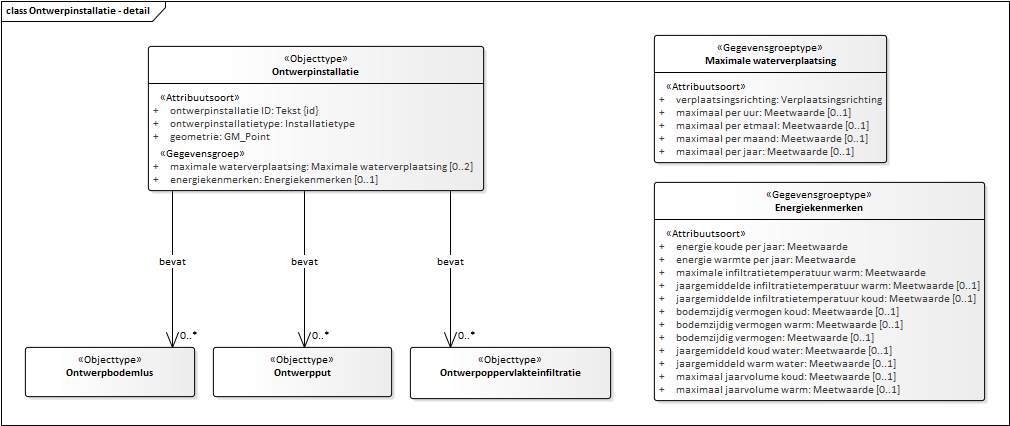 class Ontwerpinstallatie - detail
«Objecttype»
Ontwerpinstallatie
«Attribuutsoort»
+ ontwerpinstallatie ID: Tekst {id}
+ ontwerpinstallatietype: Installatietype
+ geometrie: GM_Point
«Gegevensgroep»
+ maximale waterverplaatsing: Maximale waterverplaatsing [0..2]
+ energiekenmerken: Energiekenmerken [0..1]
bevat
bevat
bevat
0..*
0..*
0..*
«Objecttype»
Ontwerpbodemlus
«Objecttype»
Ontwerpput
«Objecttype»
Ontwerpoppervlakteinfiltratie
«Gegevensgroeptype»
Maximale waterverplaatsing
«Attribuutsoort»
+ verplaatsingsrichting: Verplaatsingsrichting
+ maximaal per uur: Meetwaarde [0..1]
+ maximaal per etmaal: Meetwaarde [0..1]
+ maximaal per maand: Meetwaarde [0..1]
+ maximaal per jaar: Meetwaarde [0..1]
«Gegevensgroeptype»
Energiekenmerken
«Attribuutsoort»
+ energie koude per jaar: Meetwaarde
+ energie warmte per jaar: Meetwaarde
+ maximale infiltratietemperatuur warm: Meetwaarde
+ jaargemiddelde infiltratietemperatuur warm: Meetwaarde [0..1]
+ jaargemiddelde infiltratietemperatuur koud: Meetwaarde [0..1]
+ bodemzijdig vermogen koud: Meetwaarde [0..1]
+ bodemzijdig vermogen warm: Meetwaarde [0..1]
+ bodemzijdig vermogen: Meetwaarde [0..1]
+ jaargemiddeld koud water: Meetwaarde [0..1]
+ jaargemiddeld warm water: Meetwaarde [0..1]
+ maximaal jaarvolume koud: Meetwaarde [0..1]
+ maximaal jaarvolume warm: Meetwaarde [0..1]